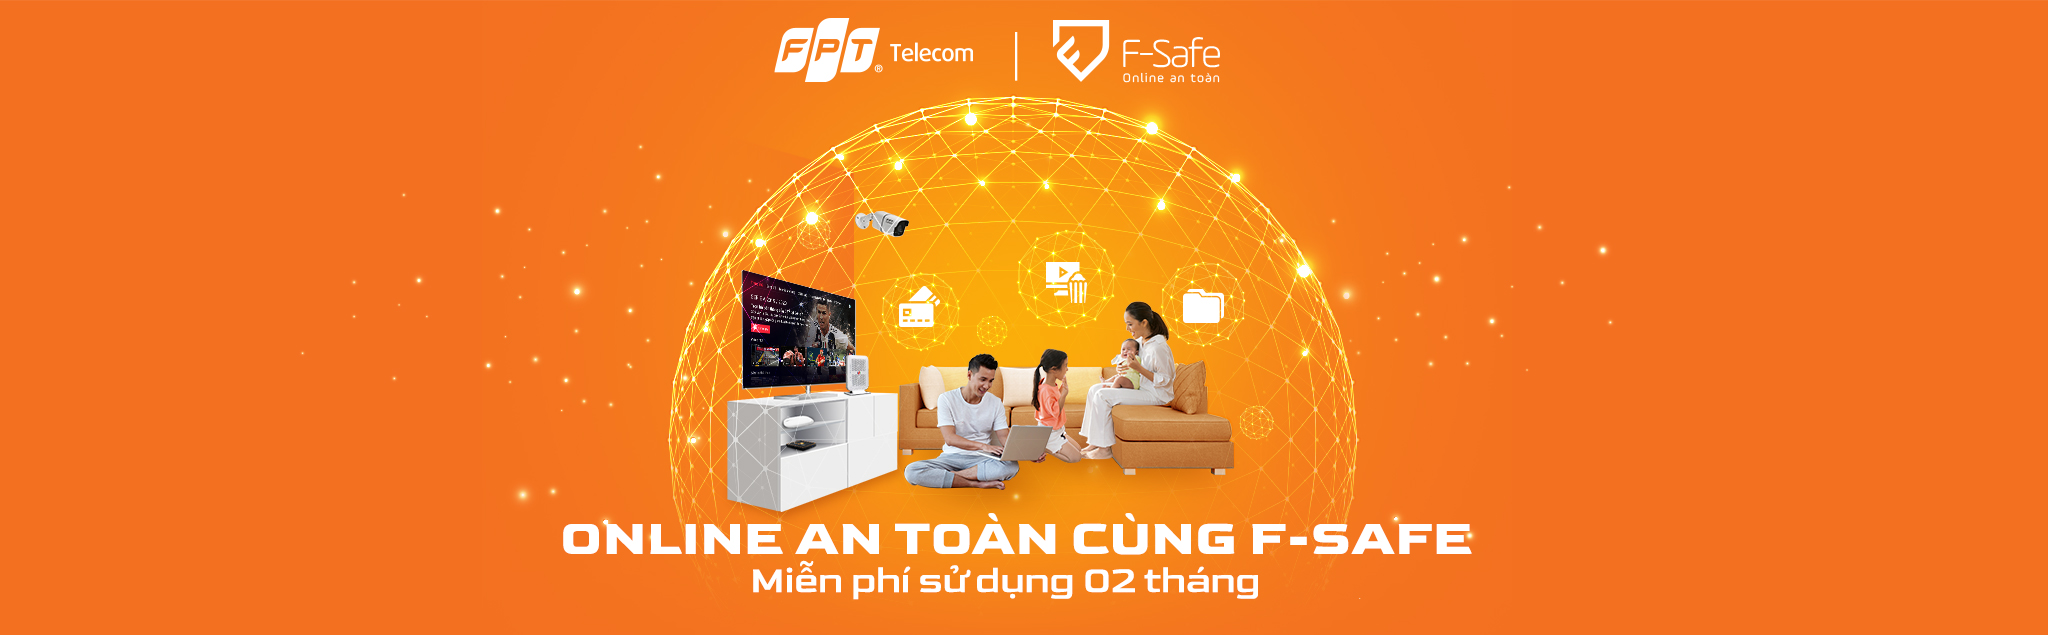 FPT® Telecom
F-Safe
Online an toàn
ONLINE AN TOÀN CÙNG F-SAFE
Miễn phí sử dụng 02 tháng